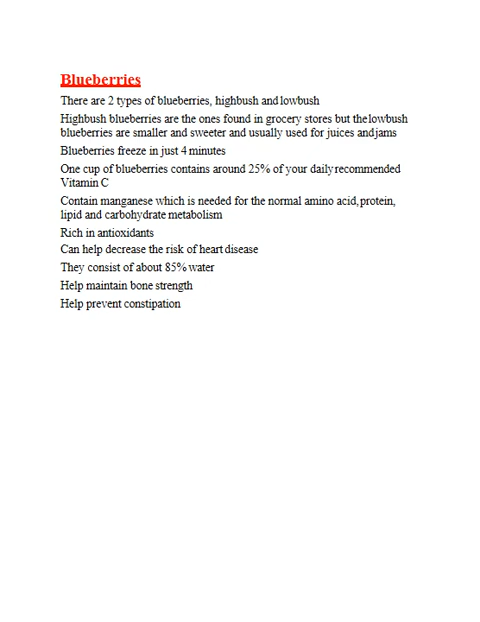 Blueberries
There are 2 types of blueberries, highbush and lowbush
Highbush blueberries are the ones found in grocery stores but the lowbush
blueberries are smaller and sweeter and usually used for juices and jams
Blueberries freeze in just 4 minutes
One cup of blueberries contains around 25% of your daily recommended
Vitamin C
Contain manganese which is needed for the normal amino acid, protein,
lipid and carbohydrate metabolism
Rich in antioxidants
Can help decrease the risk of heart disease
They consist of about 85% water
Help maintain bone strength
Help prevent constipation